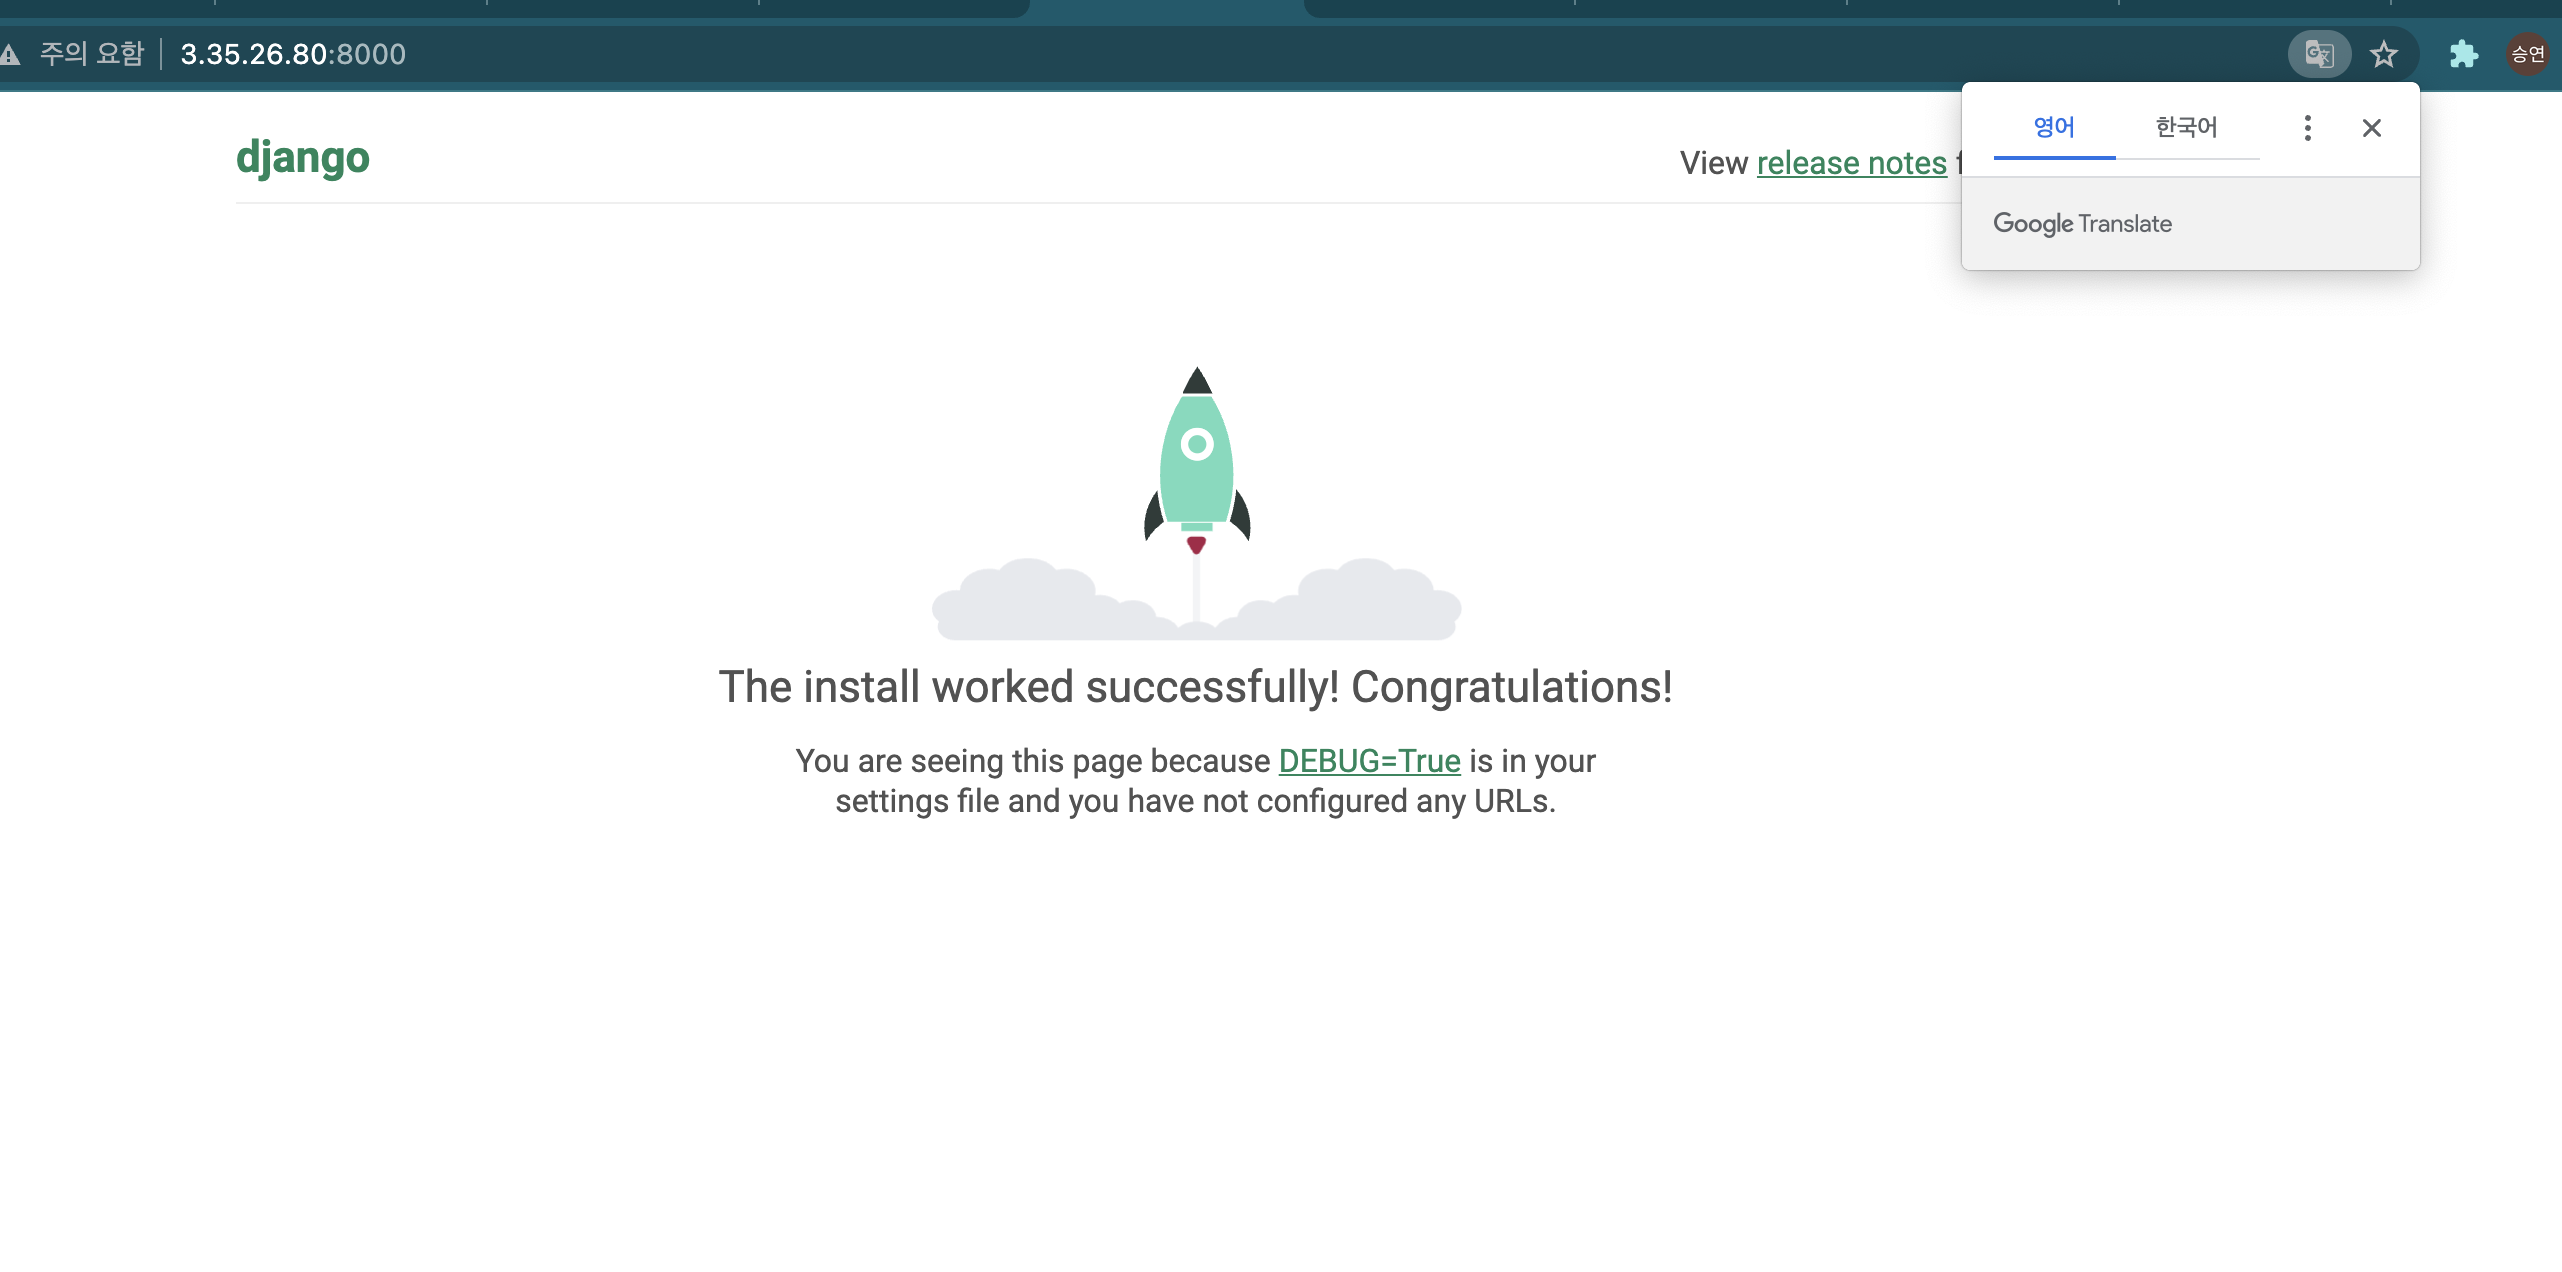 주의 요함 3.35.26.80:8000
승연
영어 한국어
Google Translate
django
View release notes
The install worked successfully! Congratulations!
You are seeing this page because DEBUG=True is in your
settings file and you have not configured any URLs.